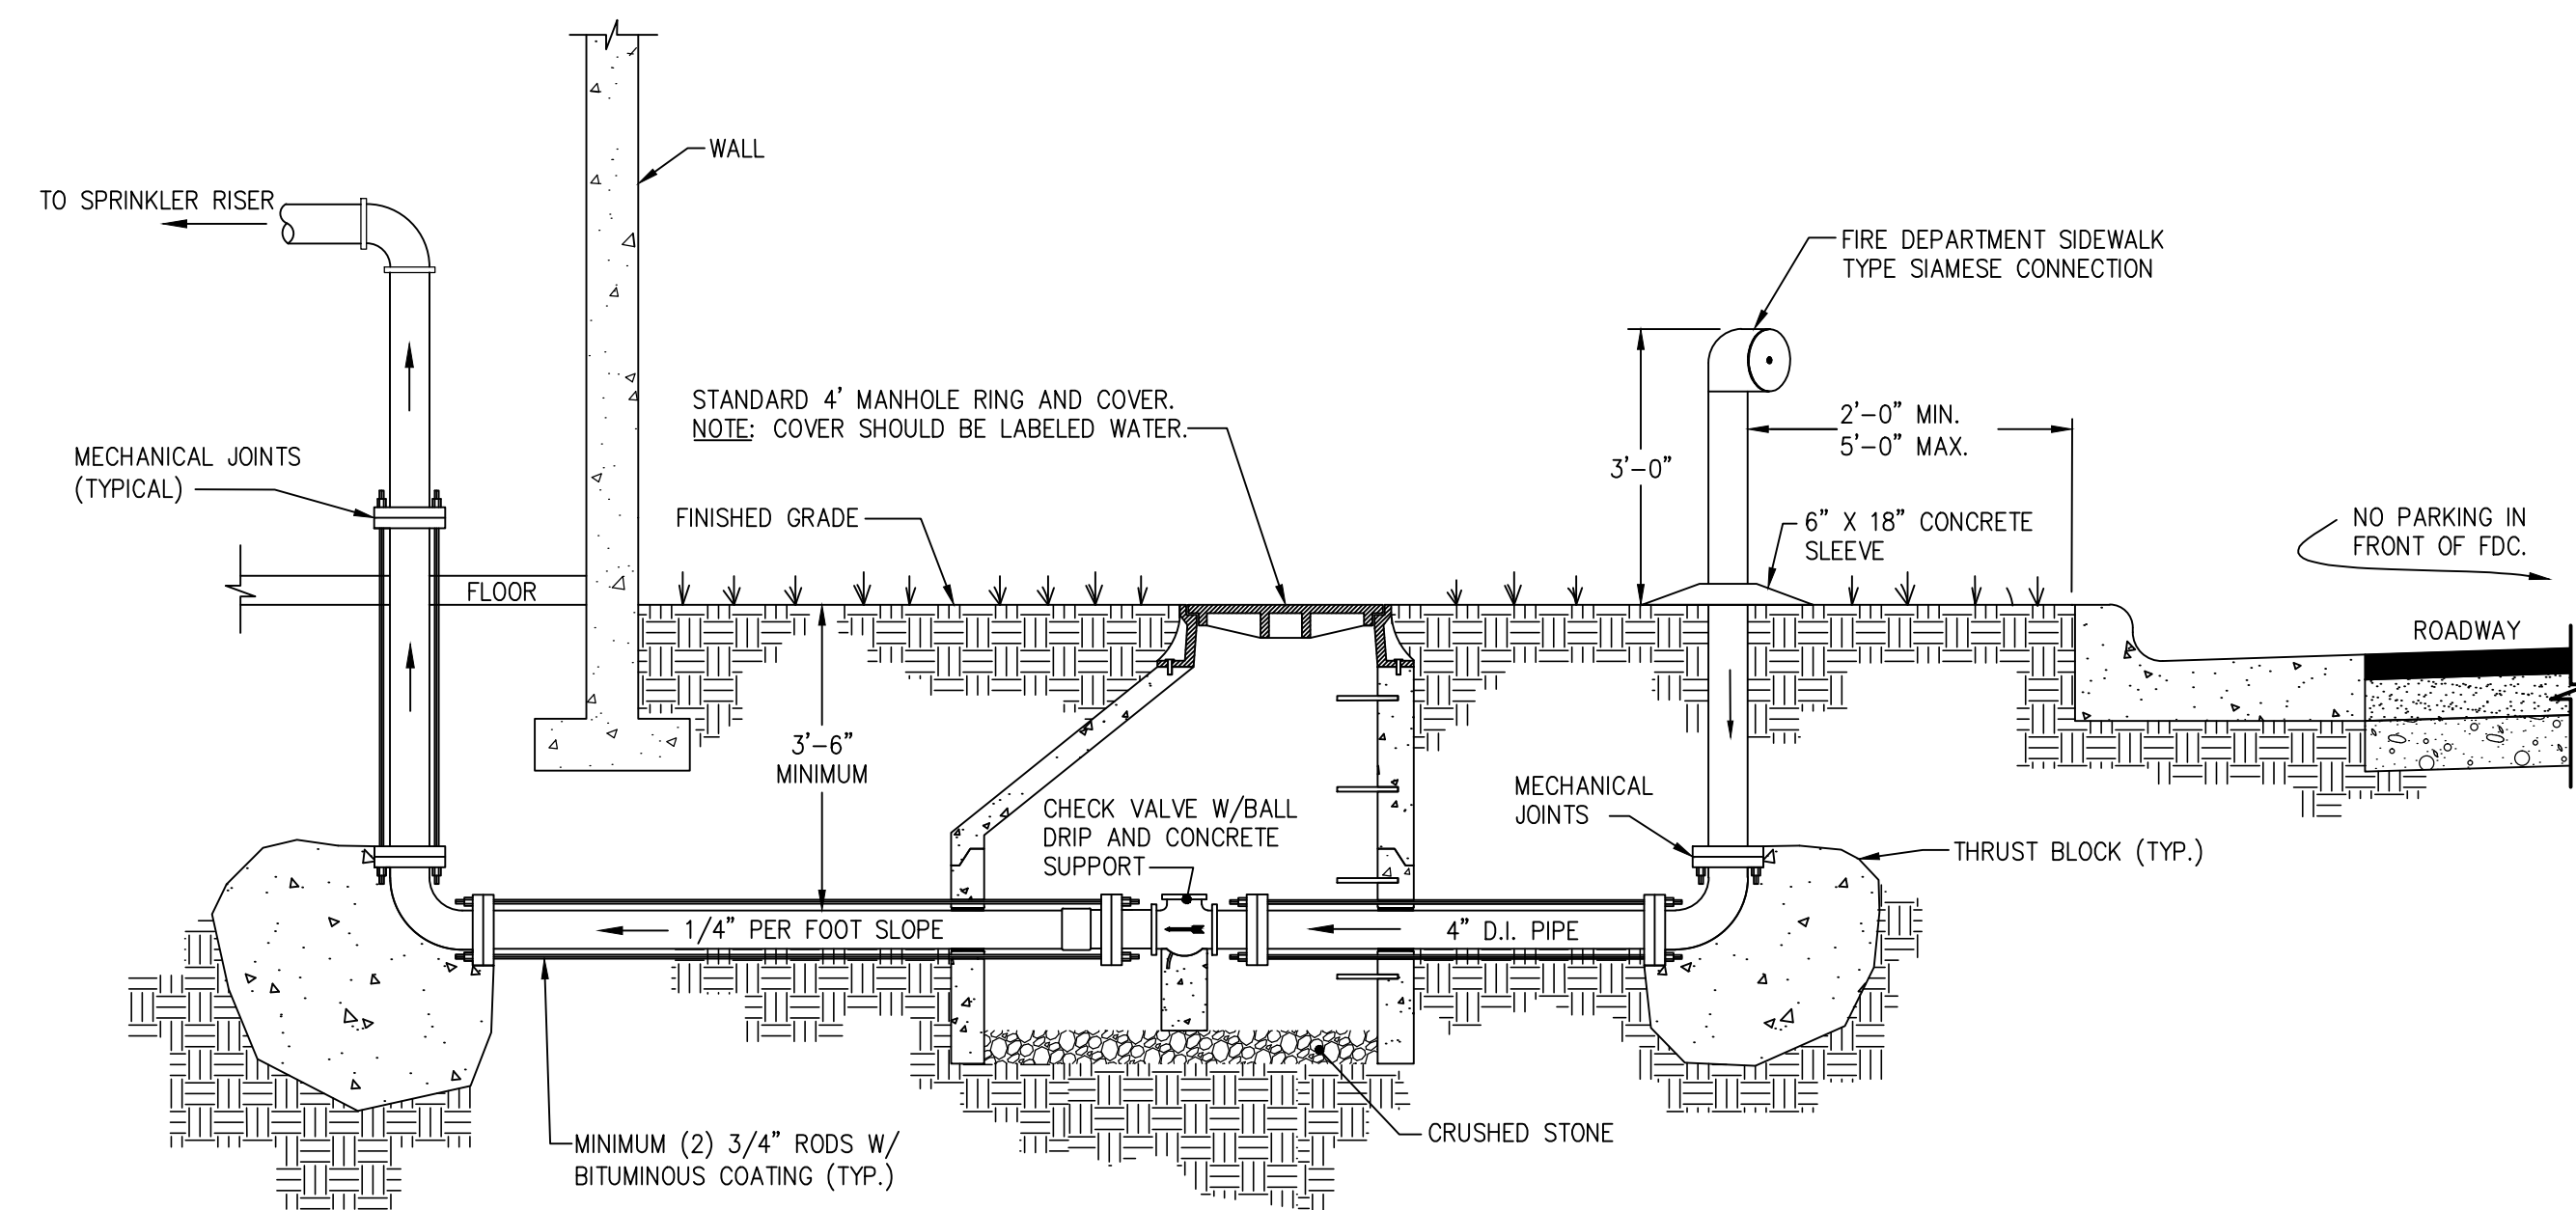 WALL
TO SPRINKLER RISER
FIRE DEPARTMENT SIDEWALK
TYPE SIAMESE CONNECTION
STANDARD 4' MANHOLE RING AND COVER.
NOTE: COVER SHOULD BE LABELED WATER.
2'-0" MIN.
5'-0" MAX.
3'-0"
MECHANICAL JOINTS
(TYPICAL)
FINISHED GRADE
6" X 18" CONCRETE
SLEEVE
NO PARKING IN
FRONT OF FDC.
FLOOR
ROADWAY
3'-6"
MINIMUM
CHECK VALVE W/BALL
DRIP AND CONCRETE
SUPPORT
MECHANICAL
JOINTS
THRUST BLOCK (TYP.)
1/4" PER FOOT SLOPE
4" D.I. PIPE
CRUSHED STONE
MINIMUM (2) 3/4" RODS W/
BITUMINOUS COATING (TYP.)